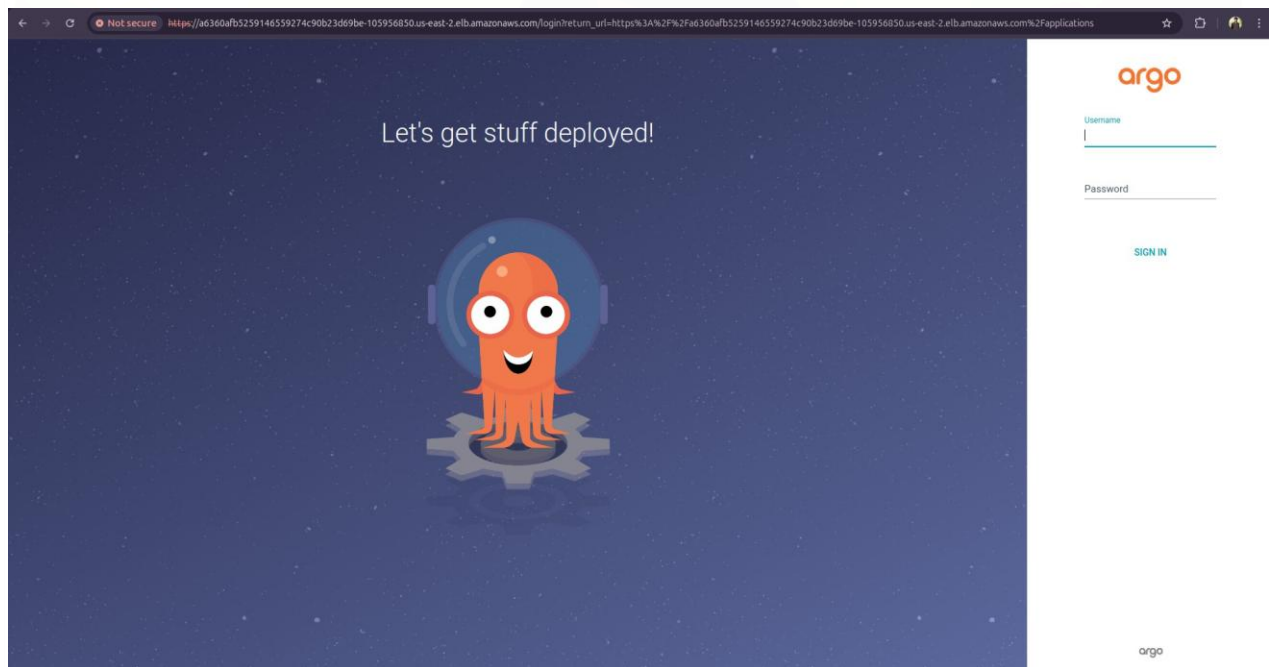 Not secure https://a6360afb5259146559274c90b23d69be-105956850.us-east-2.elb.amazonaws.com/login?return_url=https%3A%2F%2Fa6360afb5259146559274c90b23d69be-105956850.us-east-2.elb.amazonaws.com%2Fapplications
argo
Let's get stuff deployed!
Username
Password
SIGN IN
argo